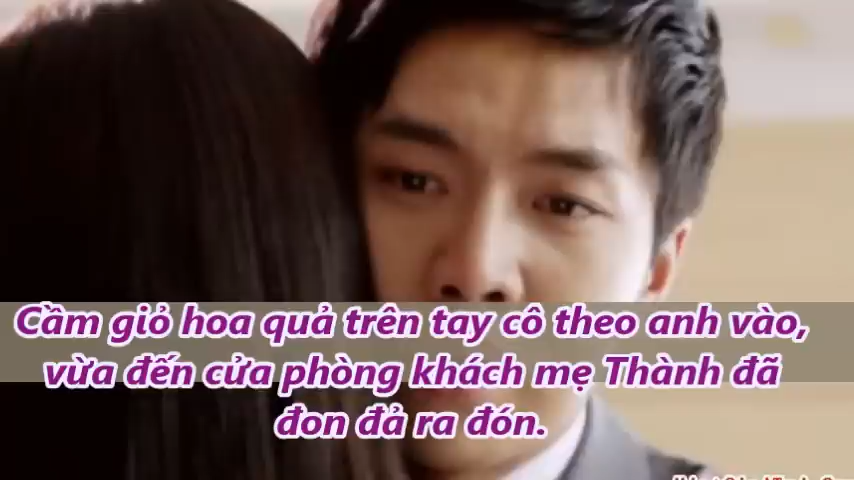 Cầm giỏ hoa quả trên tay cô theo anh vào,
vừa đến cửa phòng khách mẹ Thành đã
đon đả ra đón.